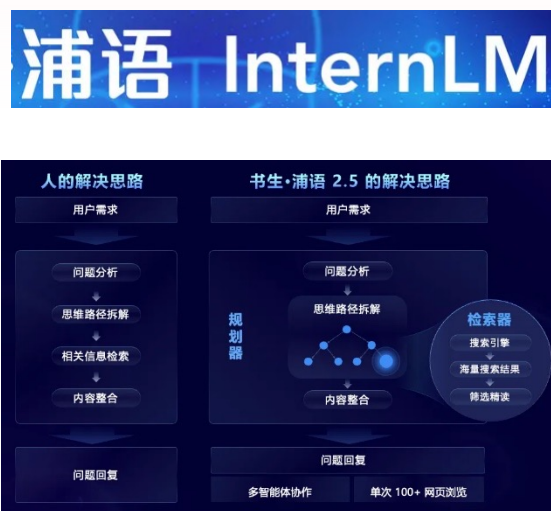 浦语 InternLM
人的解决思路
用户需求
问题分析
思维路径拆解
相关信息检索
内容整合
问题回复
书生·浦语 2.5 的解决思路
用户需求
规划器
问题分析
思维路径拆解
内容整合
检索器
搜索引擎
海量搜索结果
筛选精读
问题回复
多智能体协作
单次 100+ 网页浏览